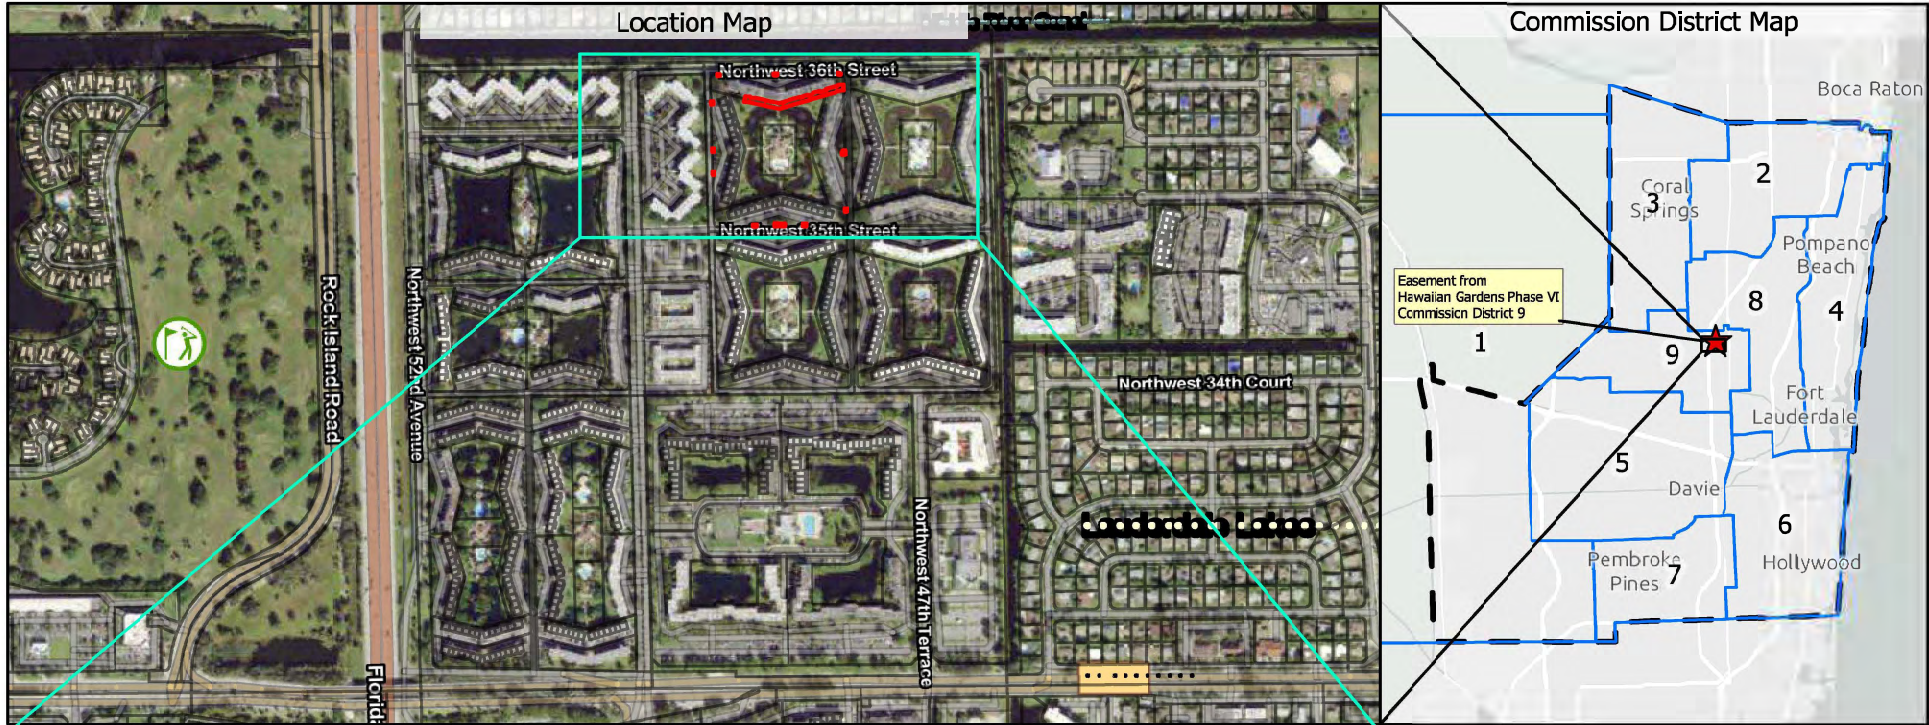 Location Map
Northwest 36th Street
Northwest 35th Street
Rock Island Road
Northwest 52nd Avenue
Northwest 34th Court
Northwest 47th Terrace
Florid
Commission District Map
Boca Raton
2
Coral
Springs
3
Pompano
Beach
8
4
Easement from
Hawaiian Gardens Phase VI
Commission District 9
1
9
Fort
Lauderdale
5
Davie
6
Pembroke
Pines
7
Hollywood